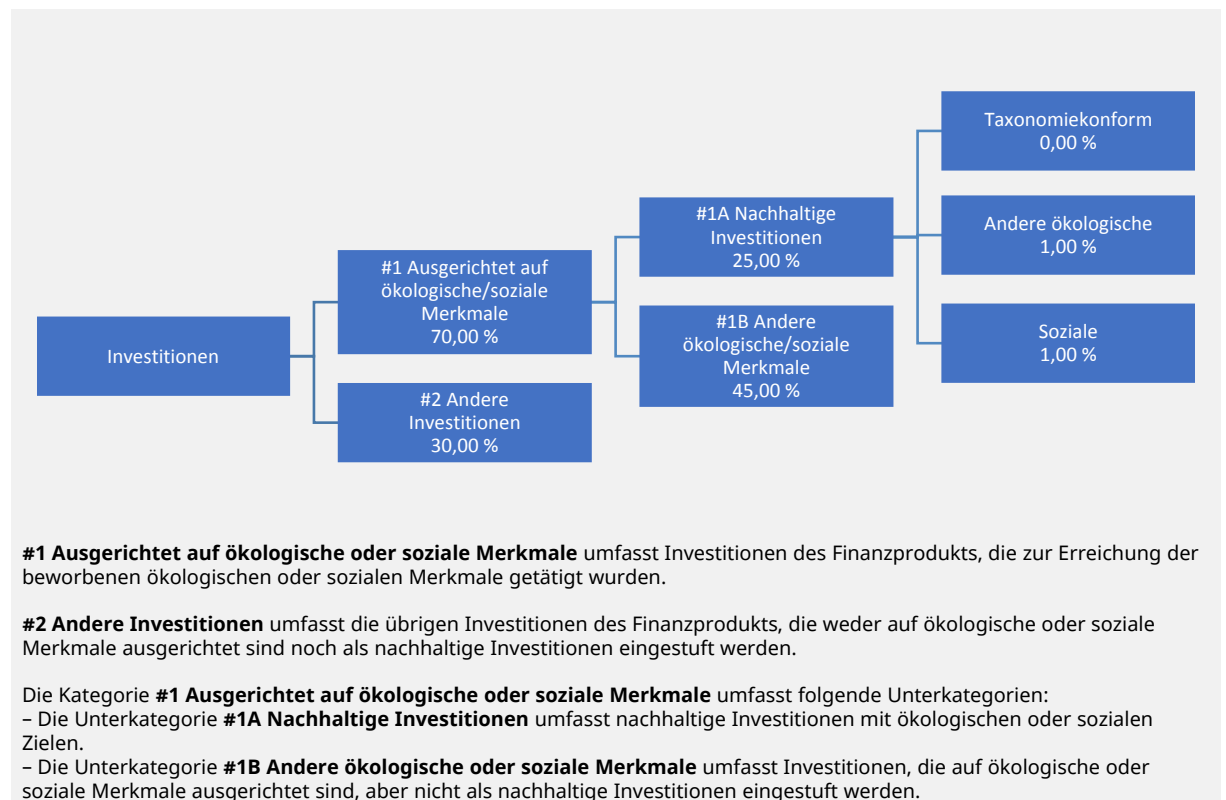 Investitionen
#1 Ausgerichtet auf
ökologische/soziale
Merkmale
70,00 %
#2 Andere
Investitionen
30,00 %
#1A Nachhaltige
Investitionen
25,00 %
#1B Andere
ökologische/soziale
Merkmale
45,00 %
Taxonomiekonform
0,00 %
Andere ökologische
1,00 %
Soziale
1,00 %
#1 Ausgerichtet auf ökologische oder soziale Merkmale umfasst Investitionen des Finanzprodukts, die zur Erreichung der
beworbenen ökologischen oder sozialen Merkmale getätigt wurden.
#2 Andere Investitionen umfasst die übrigen Investitionen des Finanzprodukts, die weder auf ökologische oder soziale
Merkmale ausgerichtet sind noch als nachhaltige Investitionen eingestuft werden.
Die Kategorie #1 Ausgerichtet auf ökologische oder soziale Merkmale umfasst folgende Unterkategorien:
– Die Unterkategorie #1A Nachhaltige Investitionen umfasst nachhaltige Investitionen mit ökologischen oder sozialen
Zielen.
– Die Unterkategorie #1B Andere ökologische oder soziale Merkmale umfasst Investitionen, die auf ökologische oder
soziale Merkmale ausgerichtet sind, aber nicht als nachhaltige Investitionen eingestuft werden.